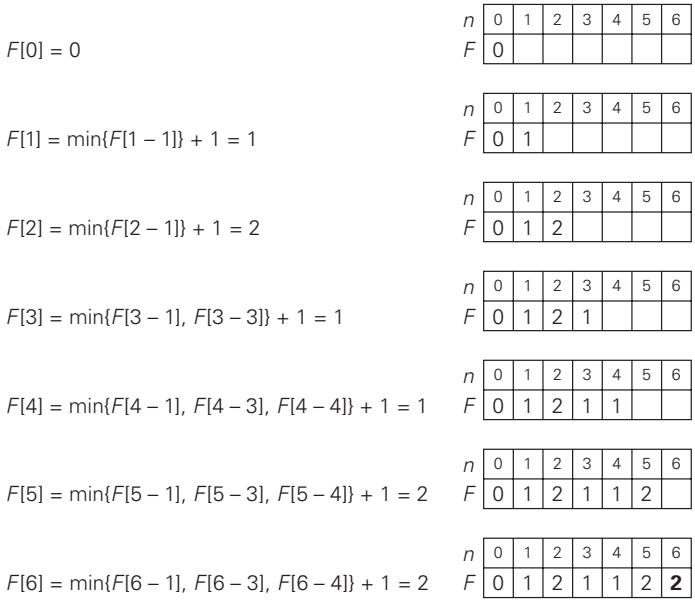 n 0 1 2 3 4 5 6
F[0] = 0 F 0
n 0 1 2 3 4 5 6
F[1] = min{F[1 – 1]} + 1 = 1 F 0 1
n 0 1 2 3 4 5 6
F[2] = min{F[2 – 1]} + 1 = 2 F 0 1 2
n 0 1 2 3 4 5 6
F[3] = min{F[3 – 1], F[3 – 3]} + 1 = 1 F 0 1 2 1
n 0 1 2 3 4 5 6
F[4] = min{F[4 – 1], F[4 – 3], F[4 – 4]} + 1 = 1 F 0 1 2 1 1
n 0 1 2 3 4 5 6
F[5] = min{F[5 – 1], F[5 – 3], F[5 – 4]} + 1 = 2 F 0 1 2 1 1 2
n 0 1 2 3 4 5 6
F[6] = min{F[6 – 1], F[6 – 3], F[6 – 4]} + 1 = 2 F 0 1 2 1 1 2 2